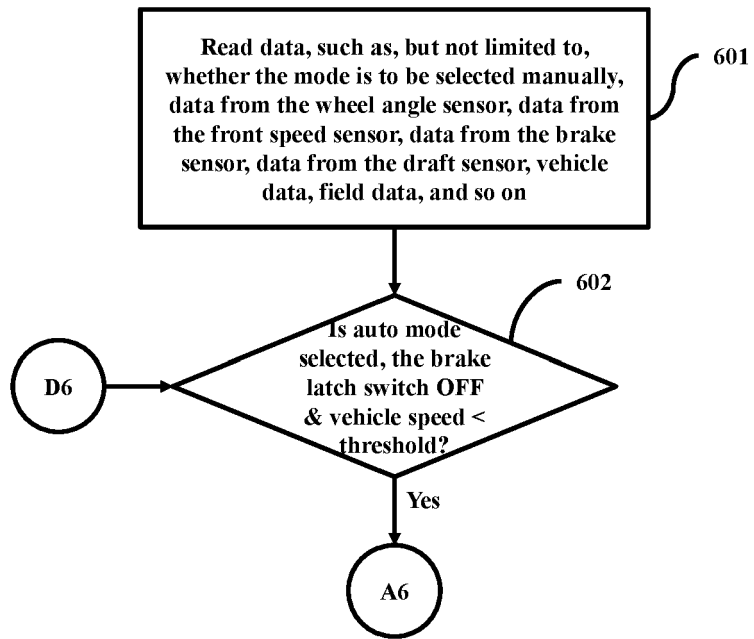 Read data, such as, but not limited to,
whether the mode is to be selected manually,
data from the wheel angle sensor, data from
the front speed sensor, data from the brake
sensor, data from the draft sensor, vehicle
data, field data, and so on
601
602
Is auto mode
selected, the brake
latch switch OFF
& vehicle speed <
threshold?
D6
Yes
A6